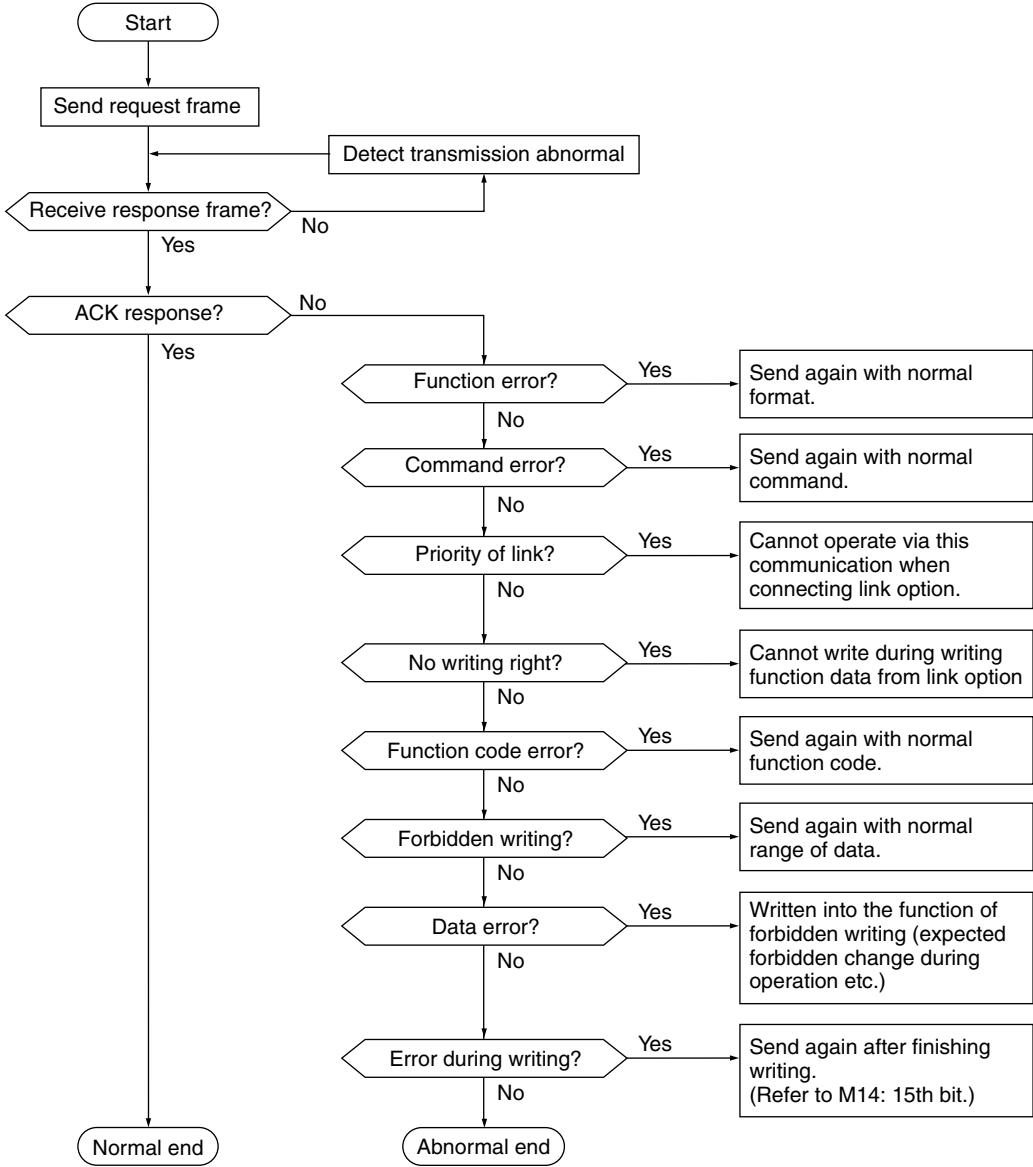 Start
Send request frame
Detect transmission abnormal
Receive response frame?
No
Yes
ACK response?
No
Yes
Function error?
Yes
Send again with normal
format.
No
Command error?
Yes
Send again with normal
command.
No
Priority of link?
Yes
Cannot operate via this
communication when
connecting link option.
No
No writing right?
Yes
Cannot write during writing
function data from link option
No
Function code error?
Yes
Send again with normal
function code.
No
Forbidden writing?
Yes
Send again with normal
range of data.
No
Data error?
Yes
Written into the function of
forbidden writing (expected
forbidden change during
operation etc.)
No
Error during writing?
Yes
Send again after finishing
writing.
(Refer to M14: 15th bit.)
No
Normal end
Abnormal end